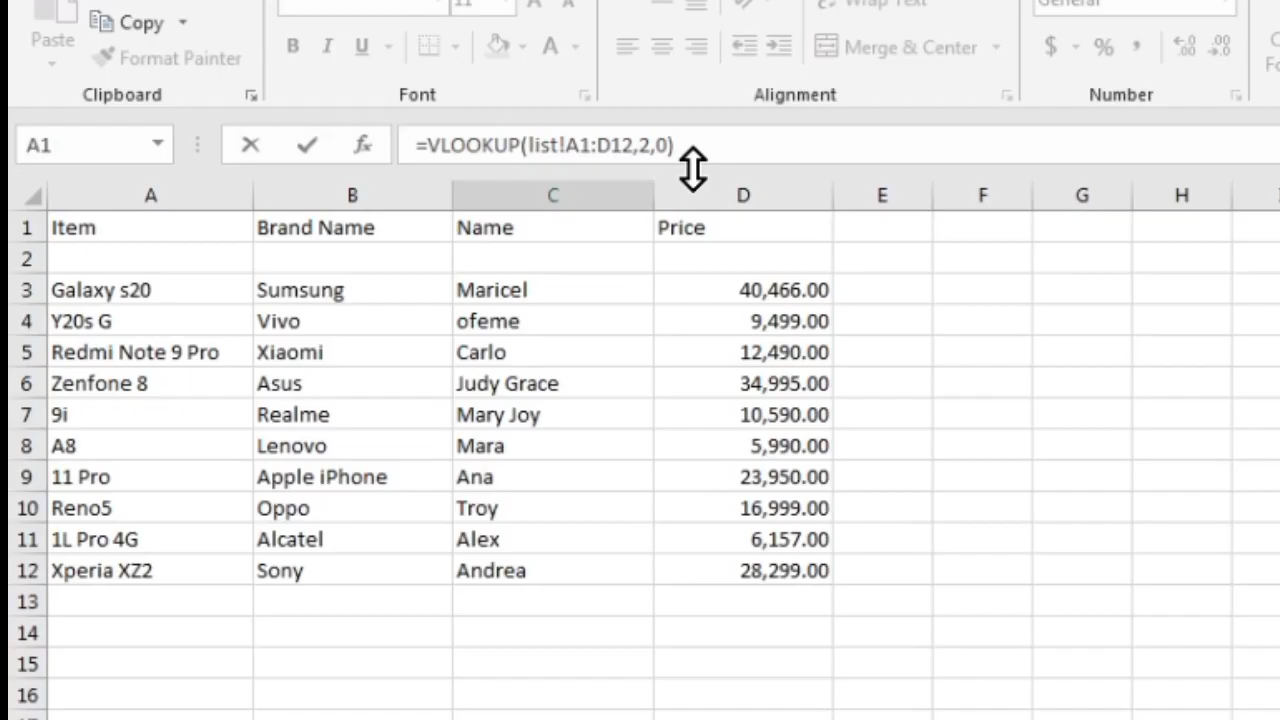 11
Wrap Text
General
Copy
Paste
Format Painter
B I U
A
Merge & Center
$ % ,
Clipboard
Font
Alignment
Number
A1
fx
=VLOOKUP(list!A1:D12,2,0)
A B C D E F G H
1 Item Brand Name Name Price
2
3 Galaxy s20 Sumsung Maricel 40,466.00
4 Y20s G Vivo ofeme 9,499.00
5 Redmi Note 9 Pro Xiaomi Carlo 12,490.00
6 Zenfone 8 Asus Judy Grace 34,995.00
7 9i Realme Mary Joy 10,590.00
8 A8 Lenovo Mara 5,990.00
9 11 Pro Apple iPhone Ana 23,950.00
10 Reno5 Oppo Troy 16,999.00
11 1L Pro 4G Alcatel Alex 6,157.00
12 Xperia XZ2 Sony Andrea 28,299.00
13
14
15
16